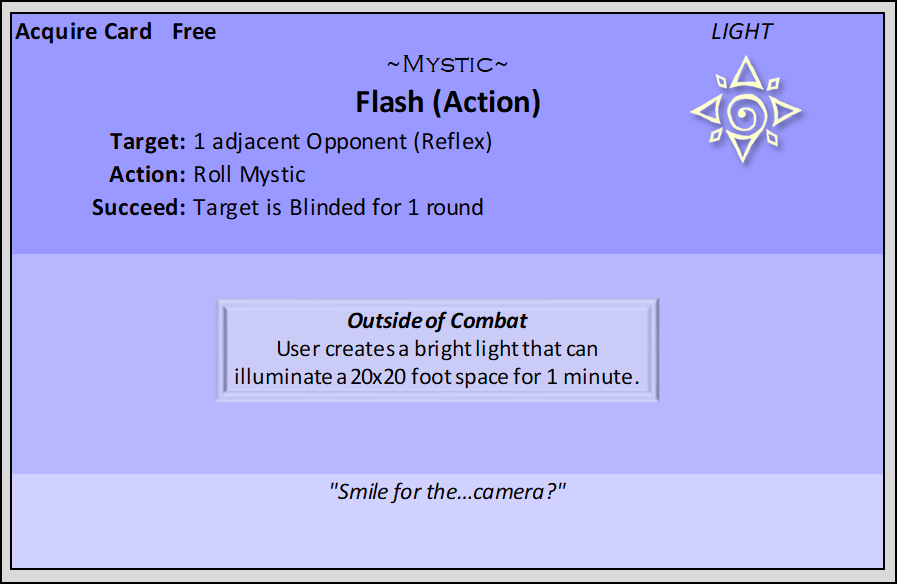 Acquire Card Free LIGHT
~Mystic~
Flash (Action)
Target: 1 adjacent Opponent (Reflex)
Action: Roll Mystic
Succeed: Target is Blinded for 1 round
Outside of Combat
User creates a bright light that can
illuminate a 20x20 foot space for 1 minute.
"Smile for the...camera?"